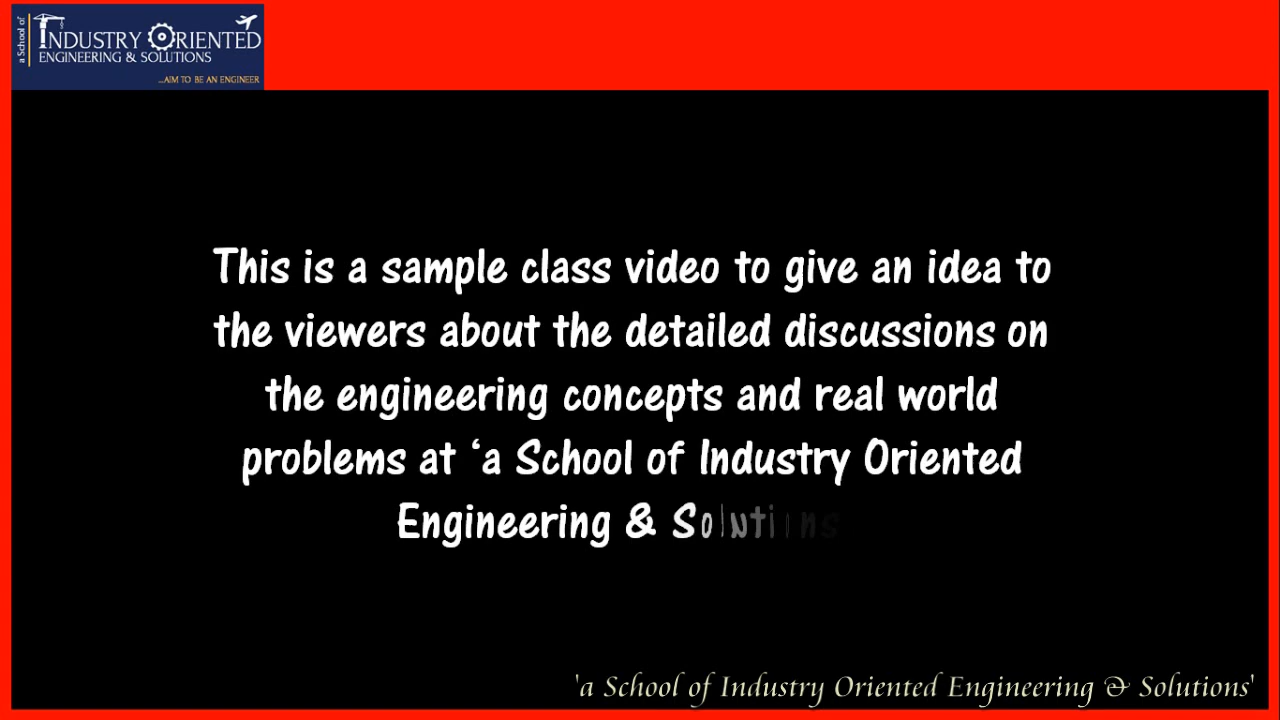 a School of
INDUSTRY ORIENTED
ENGINEERING & SOLUTIONS
...AIM TO BE AN ENGINEER
This is a sample class video to give an idea to
the viewers about the detailed discussions on
the engineering concepts and real world
problems at ‘a School of Industry Oriented
Engineering & Solutions
'a School of Industry Oriented Engineering & Solutions'